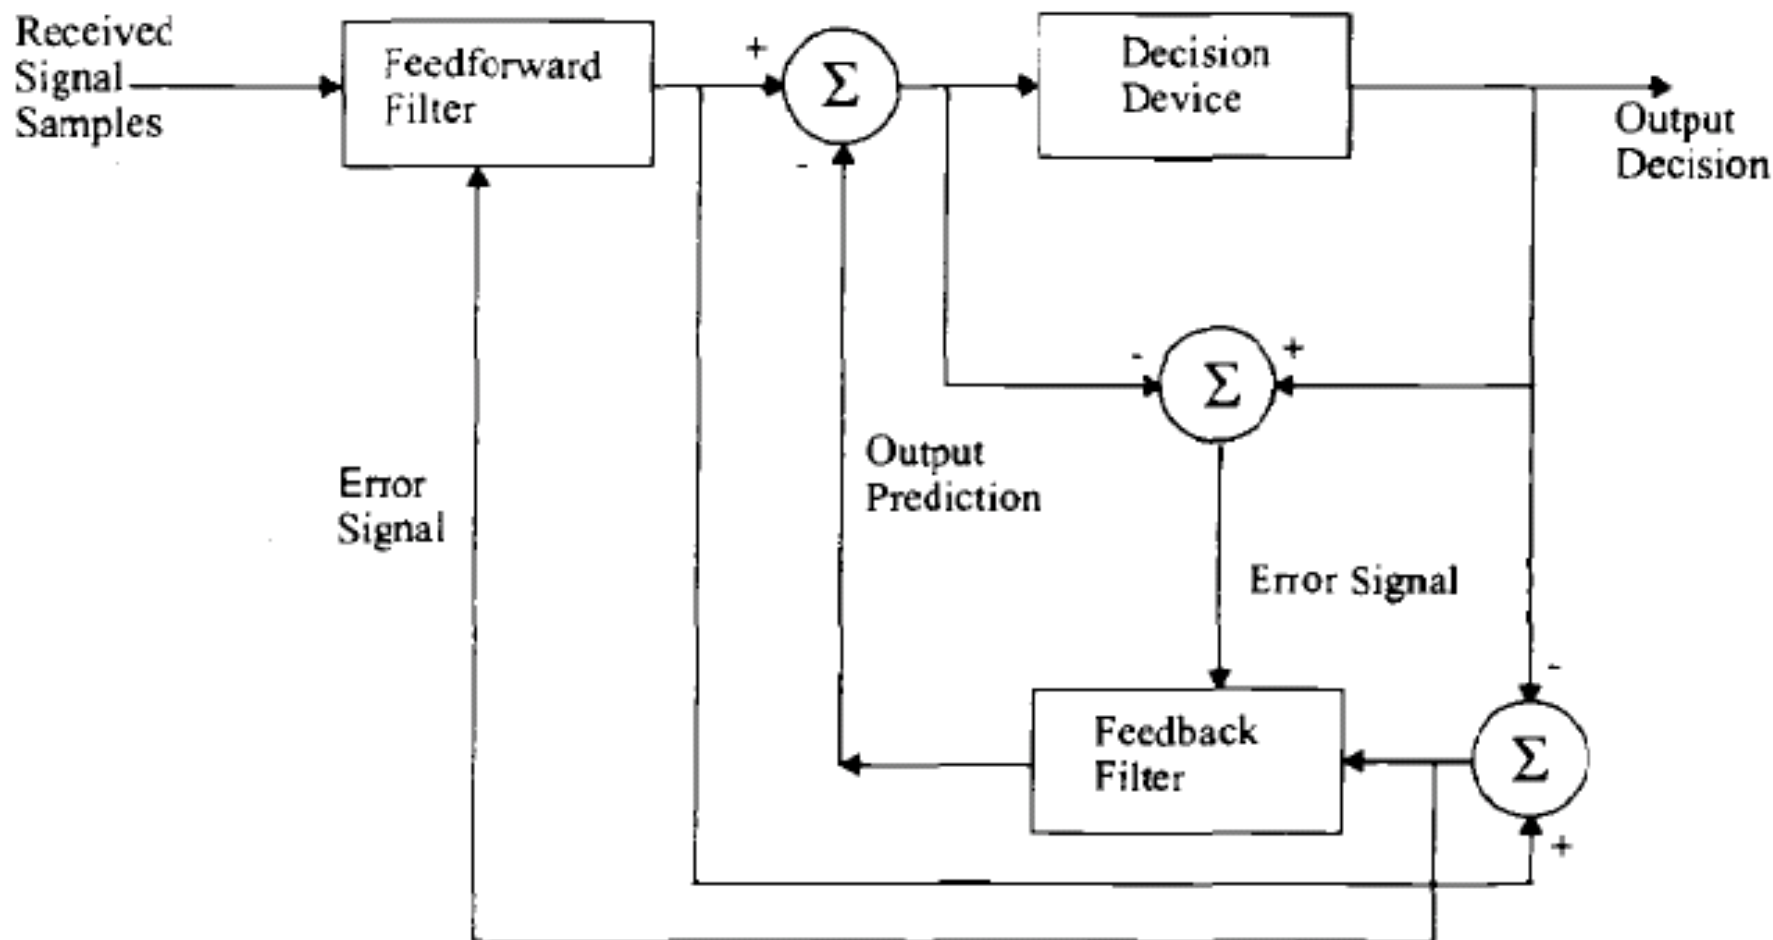 Received
Signal
Samples
Feedforward
Filter
+
Σ
-
Decision
Device
Output
Decision
-
Σ
+
Output
Prediction
Error
Signal
Error Signal
-
Feedback
Filter
Σ
+